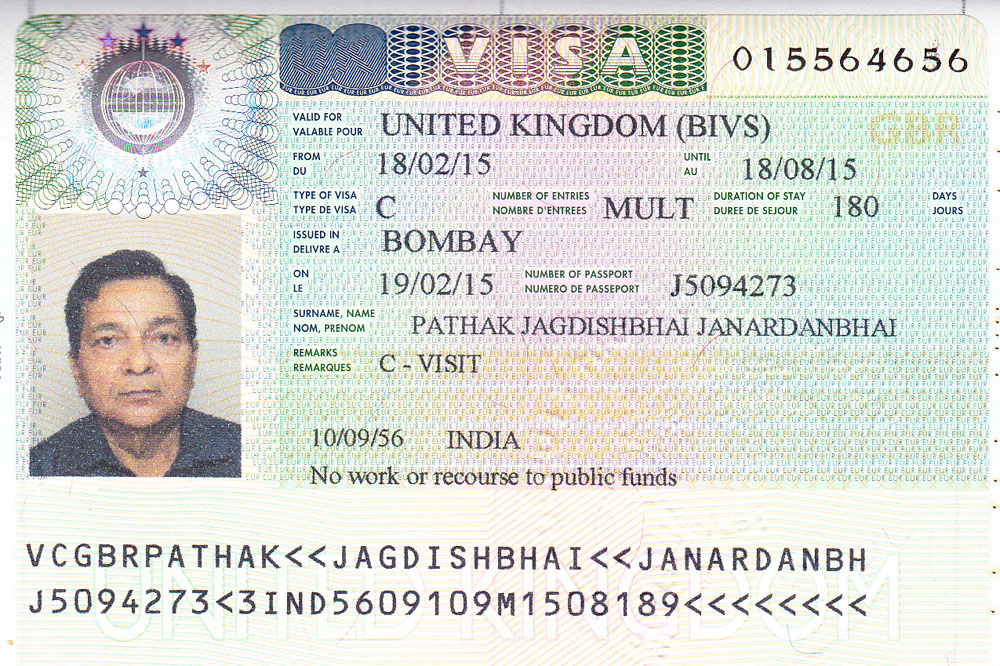 VISA 015564656
VALID FOR UNITED KINGDOM (BIVS) GBR
VALABLE POUR
FROM 18/02/15 UNTIL 18/08/15
DU AU
TYPE OF VISA C NUMBER OF ENTRIES MULT DURATION OF STAY 180 DAYS
TYPE DE VISA NOMBRE D'ENTREES DUREE DE SEJOUR JOURS
ISSUED IN BOMBAY
DELIVRE A
ON 19/02/15 NUMBER OF PASSPORT J5094273
LE NUMERO DE PASSEPORT
SURNAME, NAME PATHAK JAGDISHBHAI JANARDANBHAI
NOM, PRENOM
REMARKS C - VISIT
REMARQUES
10/09/56 INDIA
No work or recourse to public funds
VCGBRPATHAK<<JAGDISHBHAI<<JANARDANBH
UNITED KINGDOM
J5094273<3IND5609109M1508189<<<<<<<<